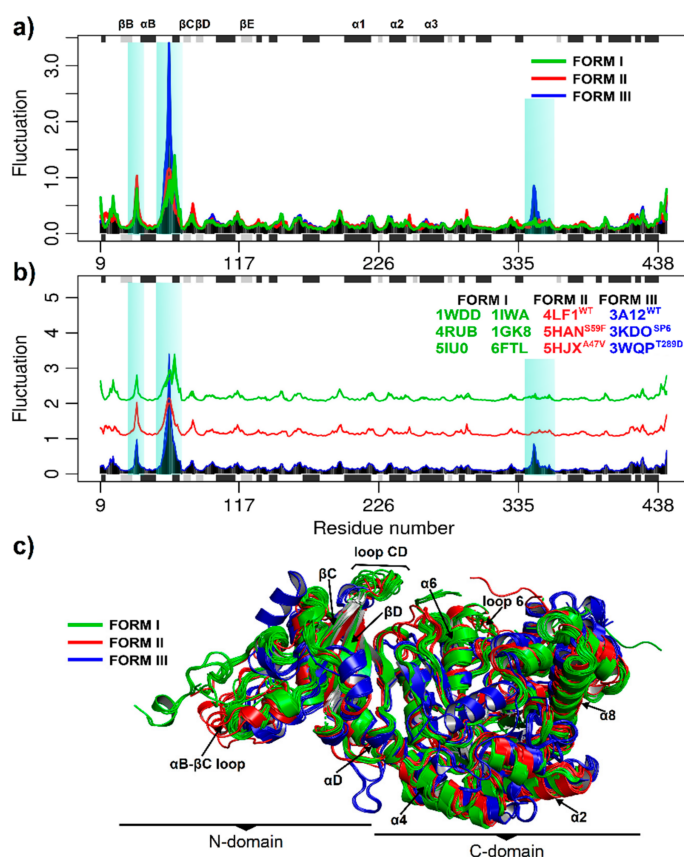 a)
βB αB βC βD βE α1 α2 α3
Fluctuation
3.0
2.0
1.0
0.0
FORM I
FORM II
FORM III
9 117 226 335 438
b)
Fluctuation
5
4
3
2
1
0
FORM I FORM II FORM III
1WDD 1IWA 4LF1WT 3A12WT
4RUB 1GK8 5HANS59F 3KDOSP6
5IU0 6FTL 5HJXA47V 3WQPT289D
9 117 226 335 438
Residue number
c)
loop CD
βC
βD
α6
loop 6
FORM I
FORM II
FORM III
α8
αB-βC loop
αD
α4
α2
N-domain
C-domain